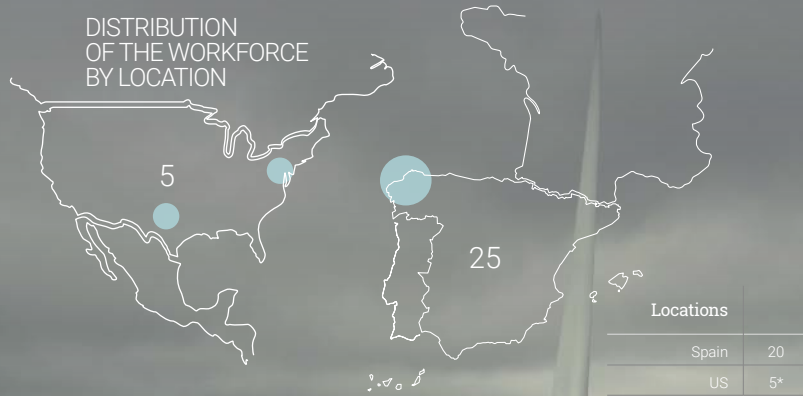 DISTRIBUTION
OF THE WORKFORCE
BY LOCATION
5
25
Locations
Spain 20
US 5*